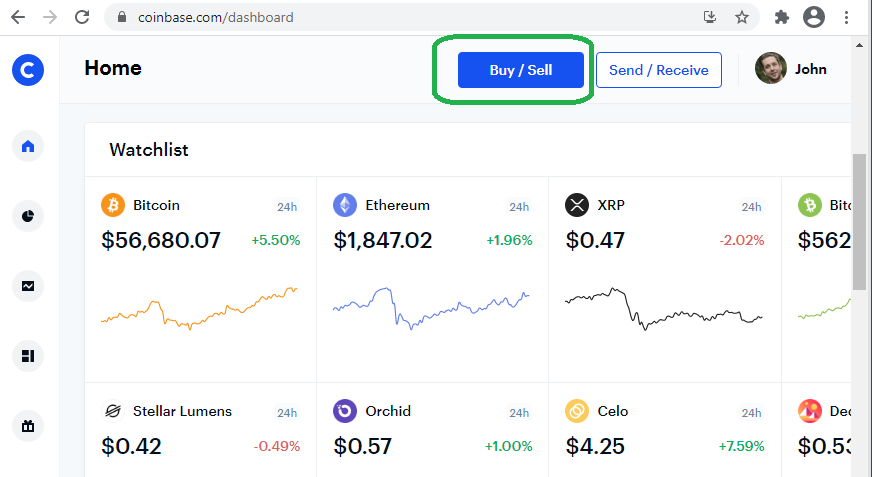 coinbase.com/dashboard
Home
Buy / Sell
Send / Receive
John
Watchlist
Bitcoin 24h
$56,680.07 +5.50%
Ethereum 24h
$1,847.02 +1.96%
XRP 24h
$0.47 -2.02%
Bitc
$562
Stellar Lumens 24h
$0.42 -0.49%
Orchid 24h
$0.57 +1.00%
Celo 24h
$4.25 +7.59%
Dec
$0.53